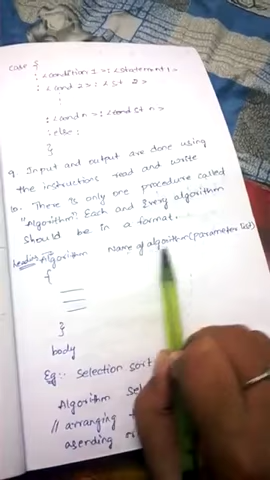 case {
: <condition 1> : <statement 1>
: <cond 2> : <st 2>
:
: <cond n> : <cond st n>
: else :
}
9. Input and output are done using
the instructions read and write
10. There is only one procedure called
"Algorithm". Each and Every algorithm
should be in a format.
Algorithm Name of algorithm (parameter list)
{
}
body
Eg:- Selection sort
Algorithm Sel
// arranging
asending